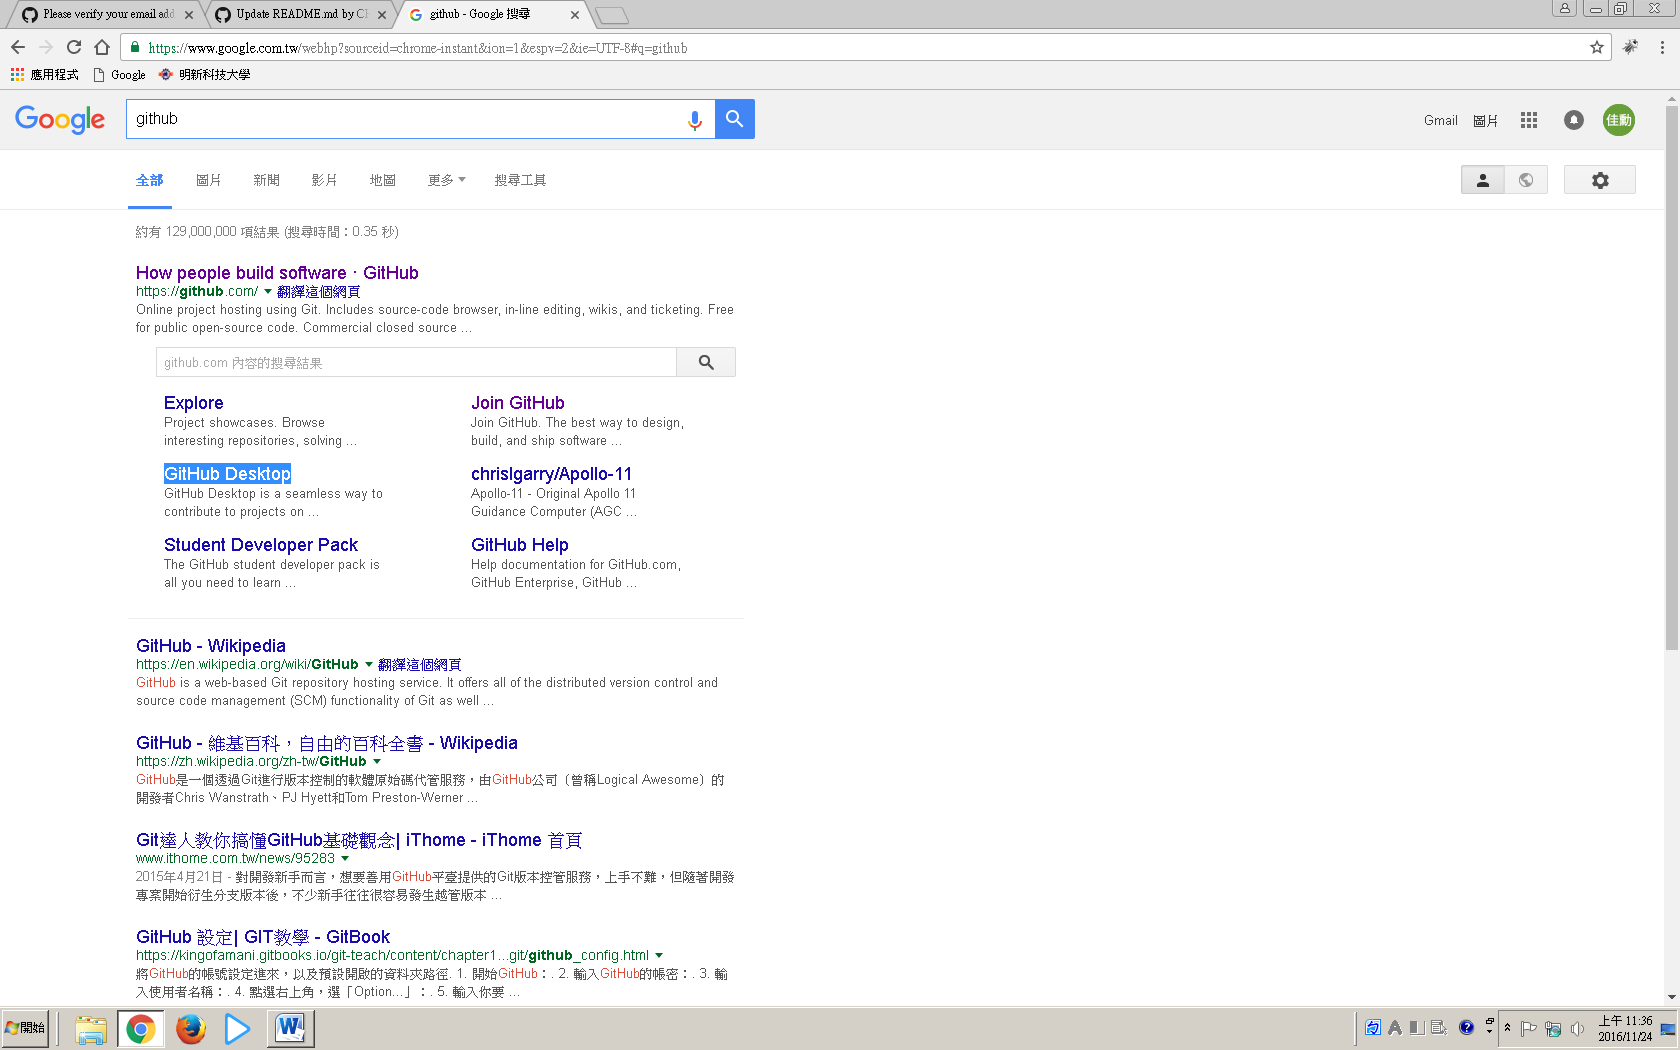 Please verify your email add
Update README.md by C
github - Google 搜尋
https://www.google.com.tw/webhp?sourceid=chrome-instant&ion=1&espv=2&ie=UTF-8#q=github
應用程式
Google
明新科技大學
Google
github
Gmail
圖片
佳勳
全部
圖片
新聞
影片
地圖
更多
搜尋工具
約有 129,000,000 項結果 (搜尋時間：0.35 秒)
How people build software · GitHub
https://github.com/ 翻譯這個網頁
Online project hosting using Git. Includes source-code browser, in-line editing, wikis, and ticketing. Free
for public open-source code. Commercial closed source ...
github.com 內容的搜尋結果
Explore
Project showcases. Browse
interesting repositories, solving ...
Join GitHub
Join GitHub. The best way to design,
build, and ship software ...
GitHub Desktop
GitHub Desktop is a seamless way to
contribute to projects on ...
chrislgarry/Apollo-11
Apollo-11 - Original Apollo 11
Guidance Computer (AGC ...
Student Developer Pack
The GitHub student developer pack is
all you need to learn ...
GitHub Help
Help documentation for GitHub.com,
GitHub Enterprise, GitHub ...
GitHub - Wikipedia
https://en.wikipedia.org/wiki/GitHub 翻譯這個網頁
GitHub is a web-based Git repository hosting service. It offers all of the distributed version control and
source code management (SCM) functionality of Git as well ...
GitHub - 維基百科，自由的百科全書 - Wikipedia
https://zh.wikipedia.org/zh-tw/GitHub
GitHub是一個透過Git進行版本控制的軟體原始碼代管服務，由GitHub公司（曾稱Logical Awesome）的
開發者Chris Wanstrath、PJ Hyett和Tom Preston-Werner ...
Git達人教你搞懂GitHub基礎觀念| iThome - iThome 首頁
www.ithome.com.tw/news/95283
2015年4月21日 - 對開發新手而言，想要善用GitHub平臺提供的Git版本控管服務，上手不難，但隨著開發
專案開始衍生分支版本後，不少新手往往很容易發生越管版本 ...
GitHub 設定| GIT教學 - GitBook
https://kingofamani.gitbooks.io/git-teach/content/chapter1...git/github_config.html
將GitHub的帳號設定進來，以及預設開啟的資料夾路徑. 1. 開始GitHub：. 2. 輸入GitHub的帳密：. 3. 輸
入使用者名稱：. 4. 點選右上角，選「Option...」：. 5. 輸入你要 ...
開始
上午 11:36
2016/11/24